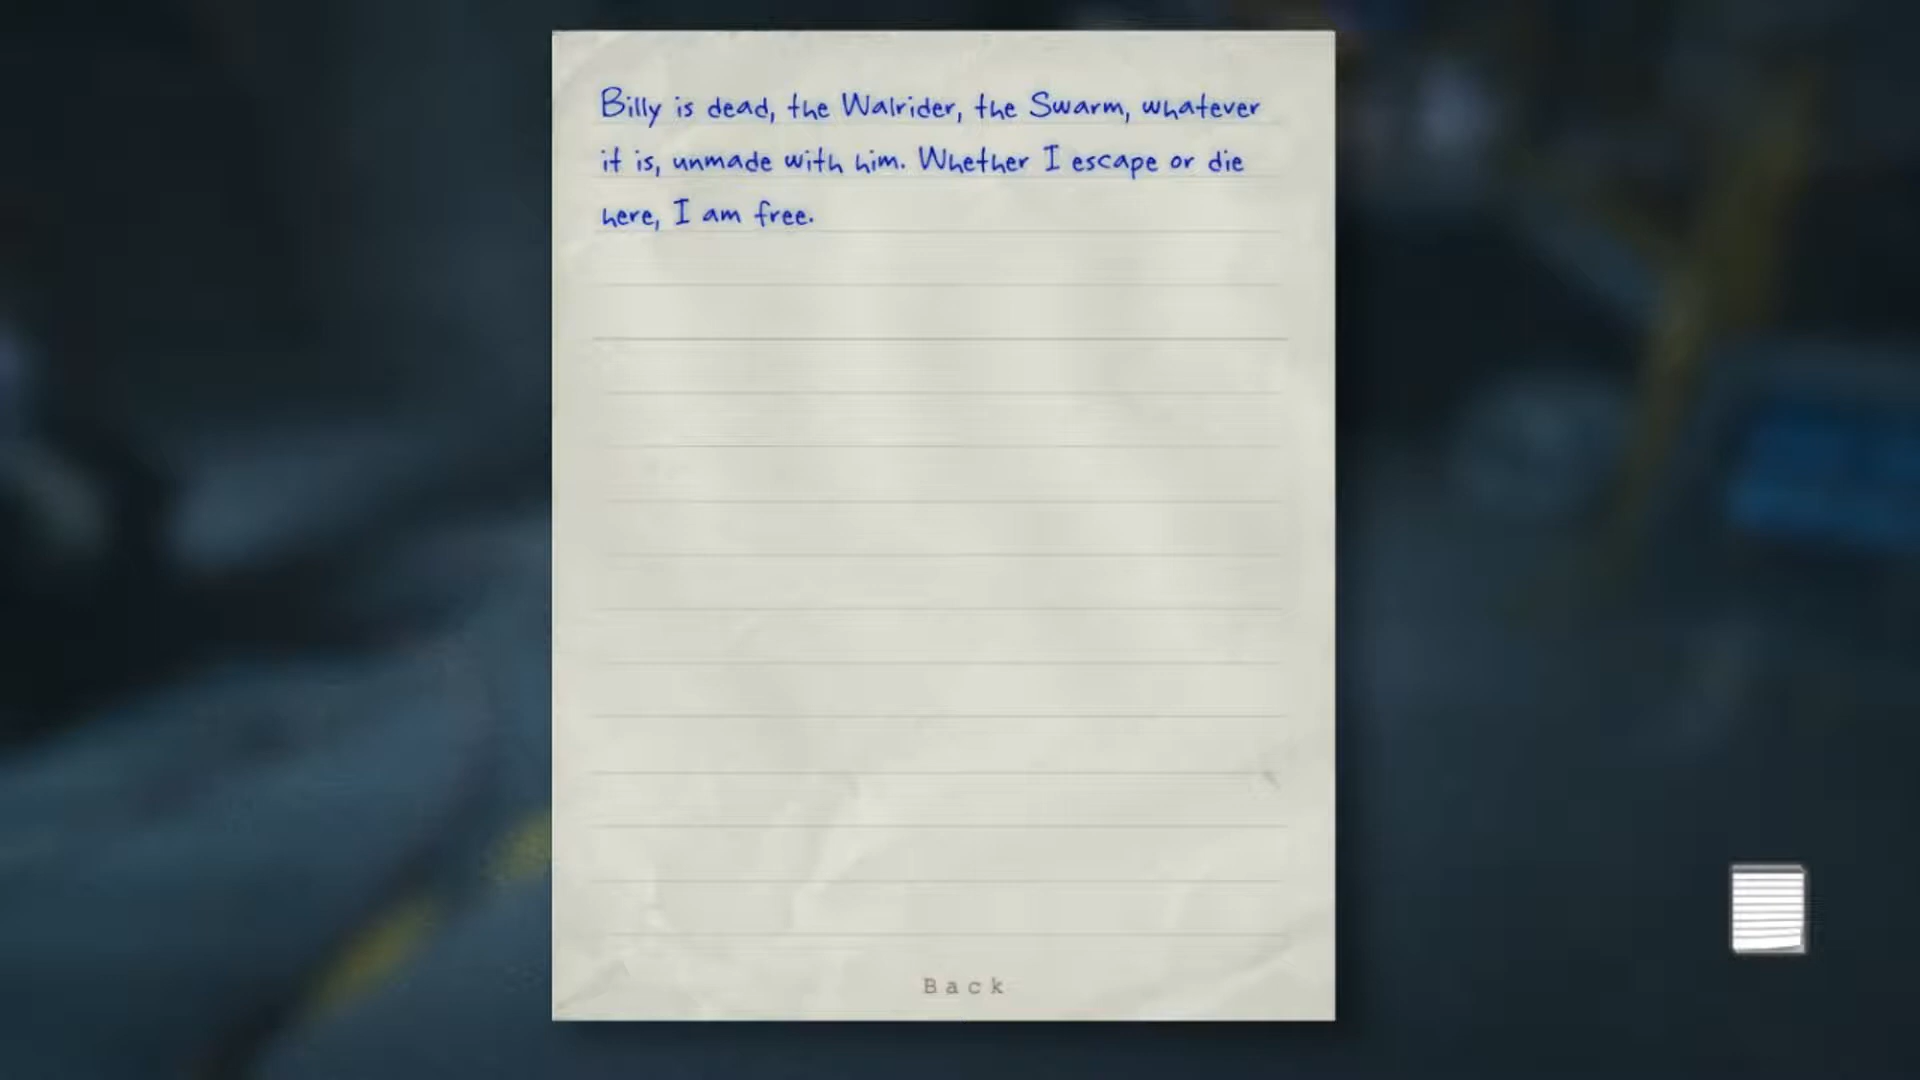 Billy is dead, the Walrider, the Swarm, whatever
it is, unmade with him. Whether I escape or die
here, I am free.
Back